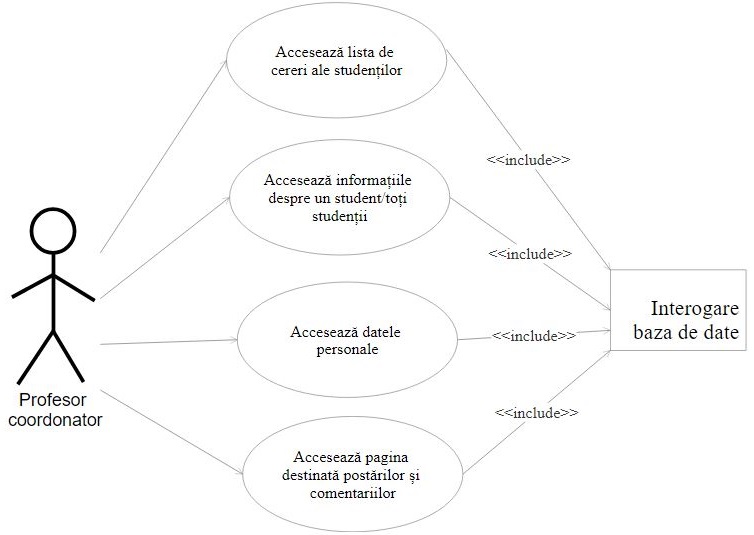 Accesează lista de
cereri ale studenților
<<include>>
Accesează informațiile
despre un student/toți
studenții
<<include>>
Interogare
baza de date
Accesează datele
personale
<<include>>
Profesor
coordonator
<<include>>
Accesează pagina
destinată postărilor și
comentariilor